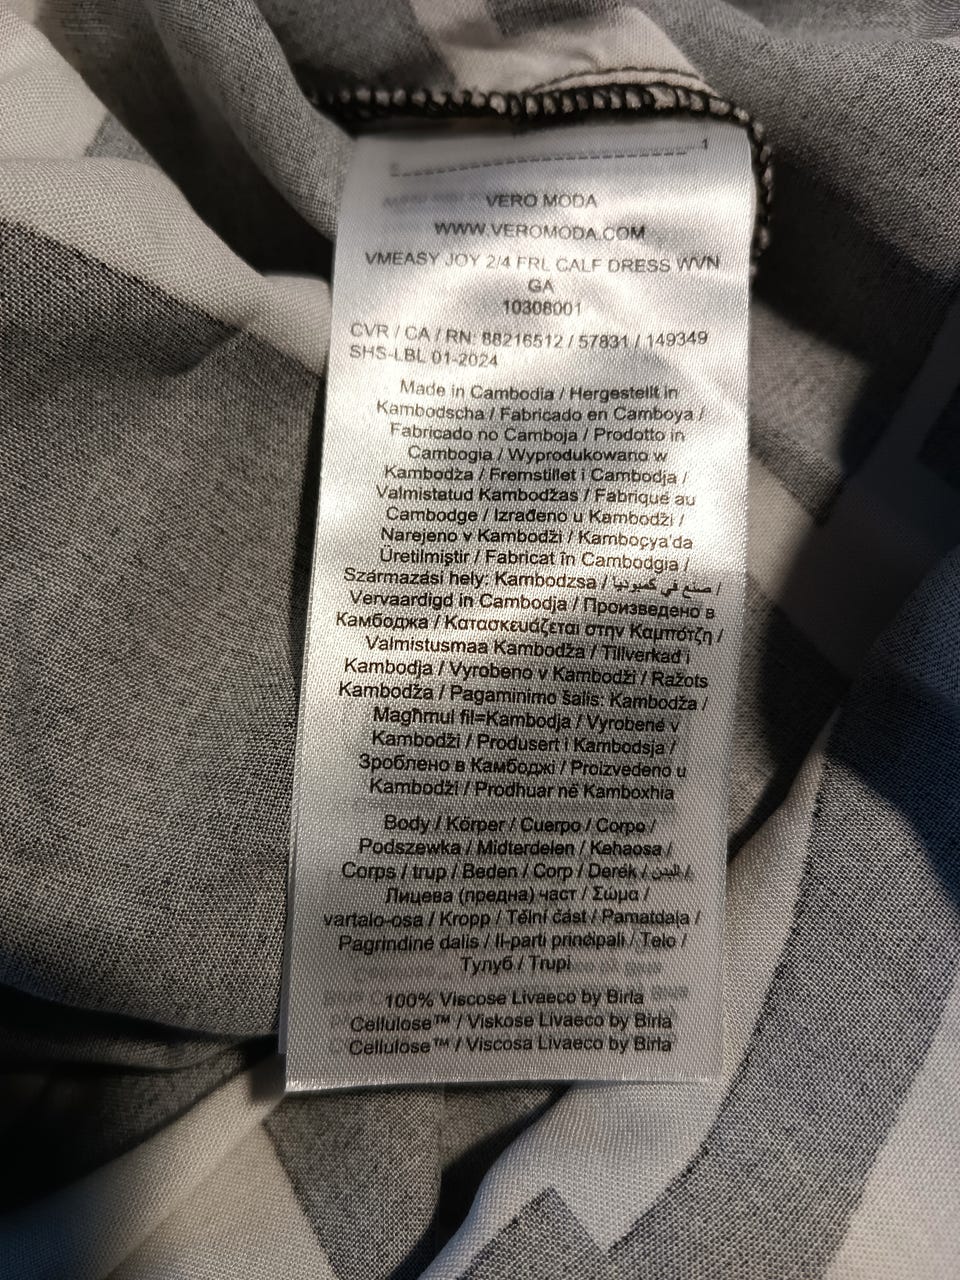 1
VERO MODA
WWW.VEROMODA.COM
VMEASY JOY 2/4 FRL CALF DRESS WVN
GA
10308001
CVR / CA / RN: 88216512 / 57831 / 149349
SHS-LBL 01-2024
Made in Cambodia / Hergestellt in
Kambodscha / Fabricado en Camboya /
Fabricado no Camboja / Prodotto in
Cambogia / Wyprodukowano w
Kambodża / Fremstillet i Cambodja /
Valmistatud Kambodžas / Fabriqué au
Cambodge / Izrađeno u Kambodži /
Narejeno v Kambodži / Kamboçya'da
Üretilmiştir / Fabricat în Cambodgia /
Származási hely: Kambodzsa / صنع في كمبوديا /
Vervaardigd in Cambodja / Произведено в
Камбоджа / Κατασκευάζεται στην Καμπότζη /
Valmistusmaa Kambodža / Tillverkad i
Kambodja / Vyrobeno v Kambodži / Ražots
Kambodža / Pagaminimo šalis: Kambodža /
Magħmul fil=Kambodja / Vyrobené v
Kambodži / Produsert i Kambodsja /
Зроблено в Камбоджі / Proizvedeno u
Kambodži / Prodhuar në Kamboxhia
Body / Körper / Cuerpo / Corpo /
Podszewka / Midterdelen / Kehaosa /
Corps / trup / Beden / Corp / Derék / البدن /
Лицева (предна) част / Σώμα /
vartalo-osa / Kropp / Tělní část / Pamatdaļa /
Pagrindinė dalis / Il-parti prinċipali / Telo /
Тулуб / Trupi
100% Viscose Livaeco by Birla
Cellulose™ / Viskose Livaeco by Birla
Cellulose™ / Viscosa Livaeco by Birla